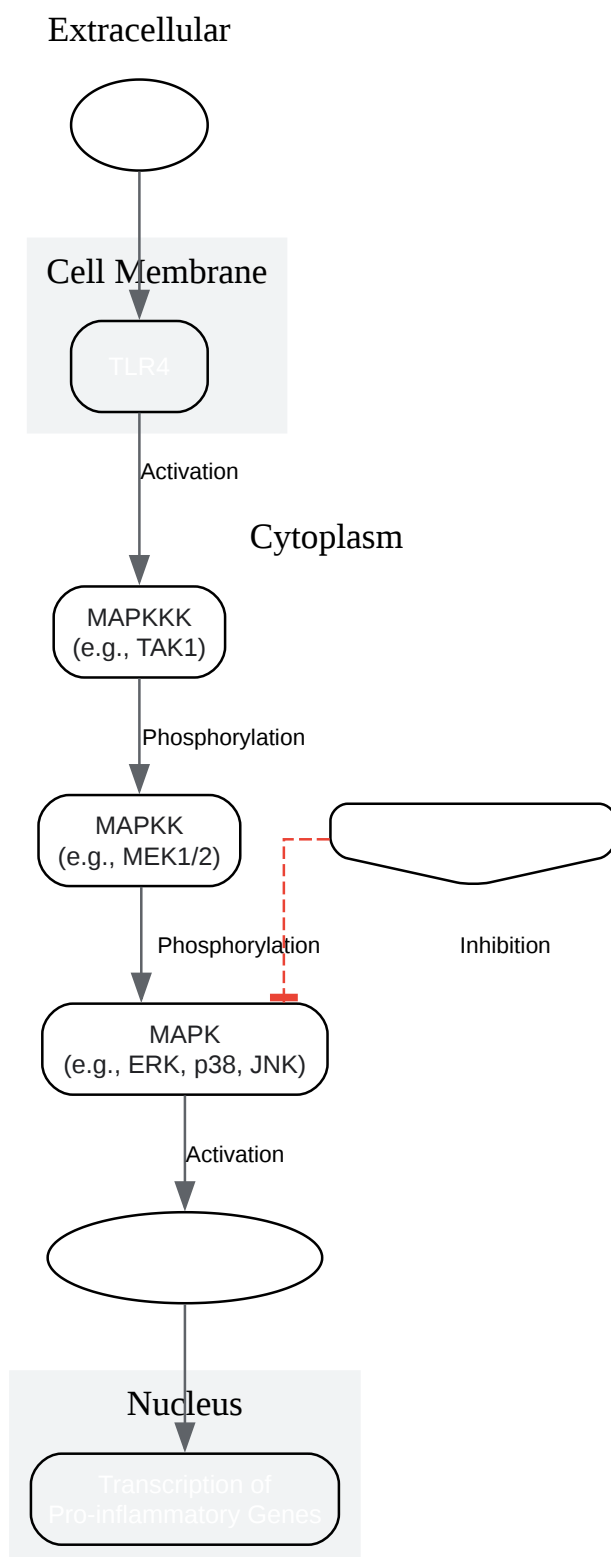 Extracellular
Cell Membrane
TLR4
Activation
Cytoplasm
MAPKKK
(e.g., TAK1)
Phosphorylation
MAPKK
(e.g., MEK1/2)
Phosphorylation
Inhibition
MAPK
(e.g., ERK, p38, JNK)
Activation
Nucleus
Transcription of
Pro-inflammatory Genes